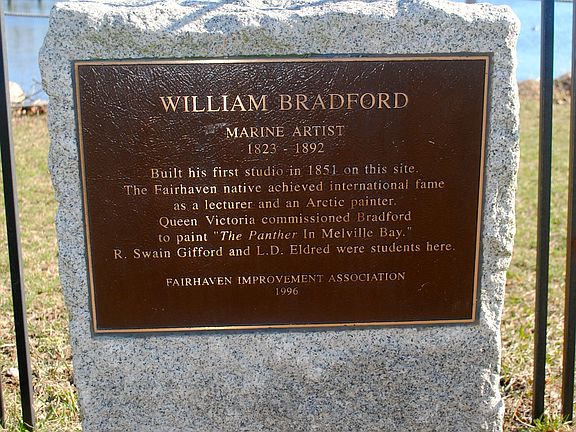 WILLIAM BRADFORD
MARINE ARTIST
1823 - 1892
Built his first studio in 1851 on this site.
The Fairhaven native achieved international fame
as a lecturer and an Arctic painter.
Queen Victoria commissioned Bradford
to paint "The Panther In Melville Bay."
R. Swain Gifford and L.D. Eldred were students here.
FAIRHAVEN IMPROVEMENT ASSOCIATION
1996